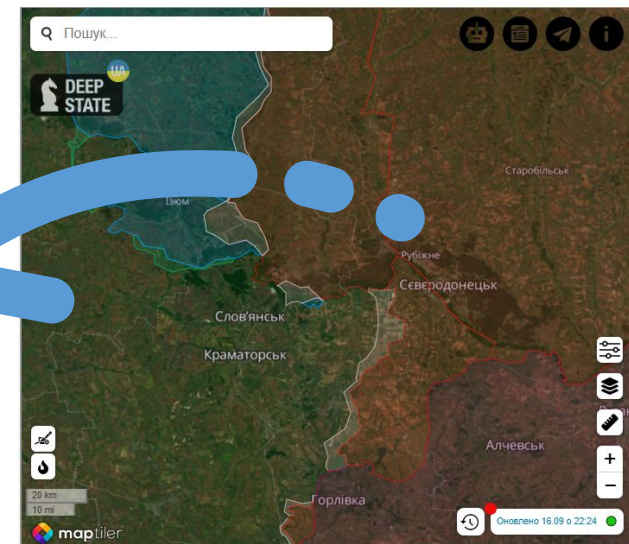 Пошук...
UA
DEEP
STATE
Старобільськ
Ізюм
Рубіжне
Сєвєродонецьк
Слов'янськ
Краматорськ
Алчевськ
+
−
20 km
10 mi
Горлівка
maptiler
Оновлено 16.09 о 22:24